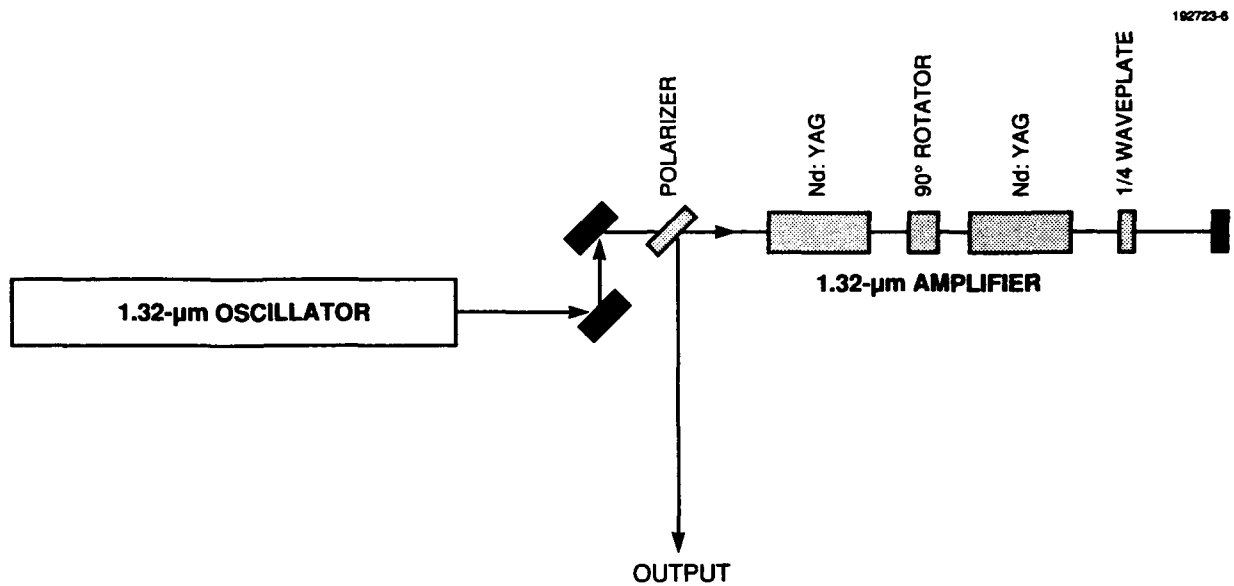 192723-6
POLARIZER
Nd: YAG
90° ROTATOR
Nd: YAG
1/4 WAVEPLATE
1.32-µm OSCILLATOR
1.32-µm AMPLIFIER
OUTPUT